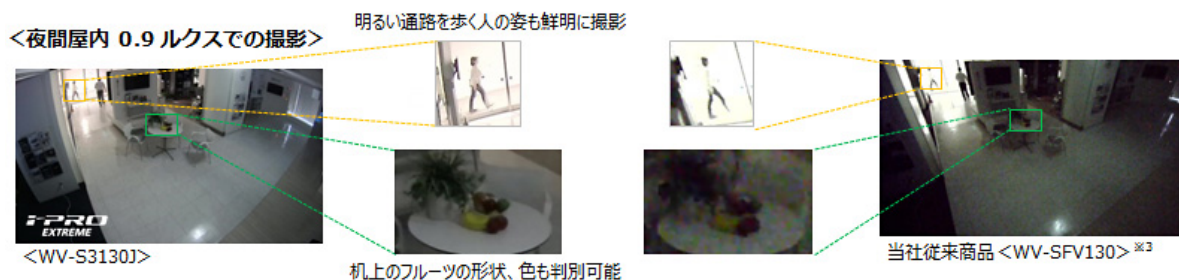 明るい通路を歩く人の姿も鮮明に撮影
<夜間屋内 0.9 ルクスでの撮影>
i-PRO
EXTREME
<WV-S3130J>
当社従来商品<WV-SFV130>※3
机上のフルーツの形状、色も判別可能